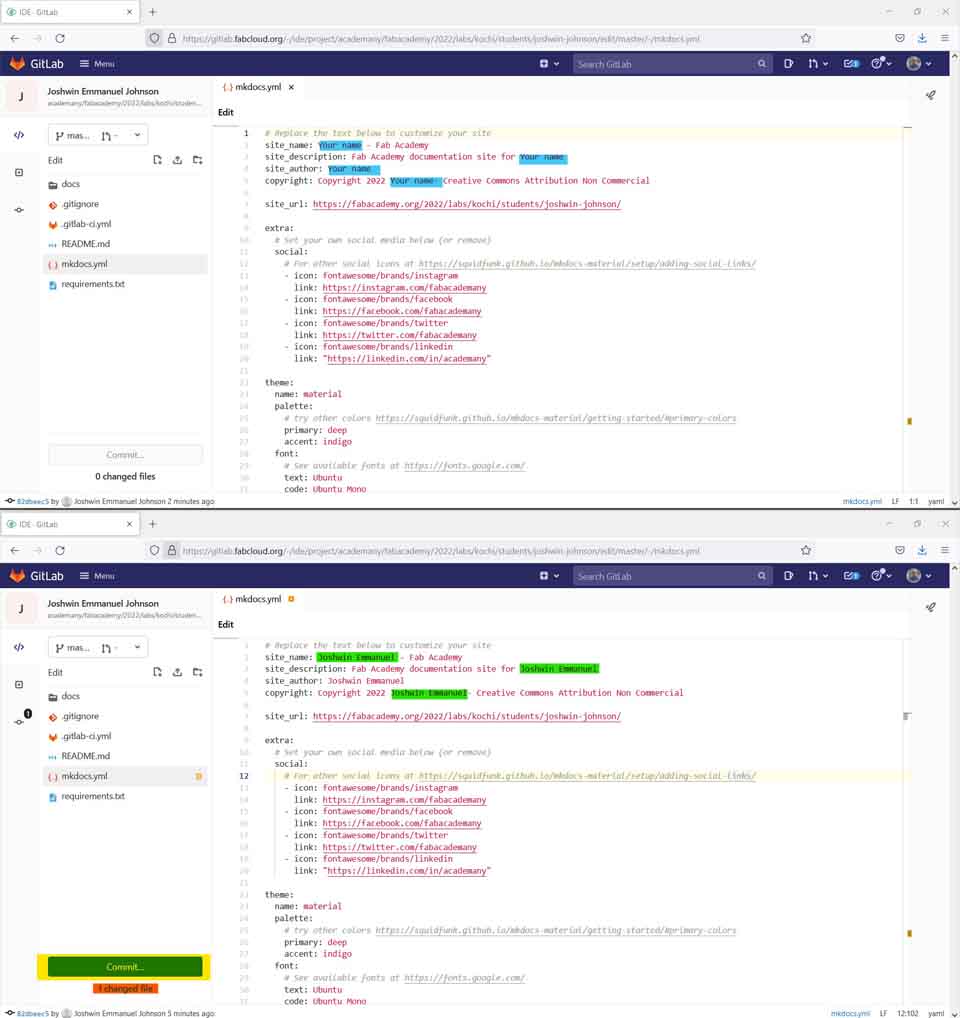 IDE · GitLab
https://gitlab.fabcloud.org/-/ide/project/academany/fabacademy/2022/labs/kochi/students/joshwin-johnson/edit/master/-/mkdocs.yml
GitLab Menu Search GitLab
J Joshwin Emmanuel Johnson
academany/fabacademy/2022/labs/kochi/studen...
mkdocs.yml
Edit
mas...
Edit
docs
.gitignore
.gitlab-ci.yml
README.md
mkdocs.yml
requirements.txt
Commit...
0 changed files
1 # Replace the text below to customize your site
2 site_name: Your name - Fab Academy
3 site_description: Fab Academy documentation site for Your name
4 site_author: Your name
5 copyright: Copyright 2022 Your name- Creative Commons Attribution Non Commercial
6
7 site_url: https://fabacademy.org/2022/labs/kochi/students/joshwin-johnson/
8
9 extra:
10 # Set your own social media below (or remove)
11 social:
12 # For other social icons at https://squidfunk.github.io/mkdocs-material/setup/adding-social-links/
13 - icon: fontawesome/brands/instagram
14 link: https://instagram.com/fabacademany
15 - icon: fontawesome/brands/facebook
16 link: https://facebook.com/fabacademany
17 - icon: fontawesome/brands/twitter
18 link: https://twitter.com/fabacademany
19 - icon: fontawesome/brands/linkedin
20 link: "https://linkedin.com/in/academany"
21
22 theme:
23 name: material
24 palette:
25 # try other colors https://squidfunk.github.io/mkdocs-material/getting-started/#primary-colors
26 primary: deep
27 accent: indigo
28 font:
29 # See available fonts at https://fonts.google.com/
30 text: Ubuntu
31 code: Ubuntu Mono
82dbeec5 by Joshwin Emmanuel Johnson 2 minutes ago mkdocs.yml LF 1:1 yaml
IDE · GitLab
https://gitlab.fabcloud.org/-/ide/project/academany/fabacademy/2022/labs/kochi/students/joshwin-johnson/edit/master/-/mkdocs.yml
GitLab Menu Search GitLab
J Joshwin Emmanuel Johnson
academany/fabacademy/2022/labs/kochi/studen...
mkdocs.yml
Edit
mas...
Edit
docs
1
.gitignore
.gitlab-ci.yml
README.md
mkdocs.yml
requirements.txt
Commit...
1 changed file
1 # Replace the text below to customize your site
2 site_name: Joshwin Emmanuel - Fab Academy
3 site_description: Fab Academy documentation site for Joshwin Emmanuel
4 site_author: Joshwin Emmanuel
5 copyright: Copyright 2022 Joshwin Emmanuel- Creative Commons Attribution Non Commercial
6
7 site_url: https://fabacademy.org/2022/labs/kochi/students/joshwin-johnson/
8
9 extra:
10 # Set your own social media below (or remove)
11 social:
12 # For other social icons at https://squidfunk.github.io/mkdocs-material/setup/adding-social-links/
13 - icon: fontawesome/brands/instagram
14 link: https://instagram.com/fabacademany
15 - icon: fontawesome/brands/facebook
16 link: https://facebook.com/fabacademany
17 - icon: fontawesome/brands/twitter
18 link: https://twitter.com/fabacademany
19 - icon: fontawesome/brands/linkedin
20 link: "https://linkedin.com/in/academany"
21
22 theme:
23 name: material
24 palette:
25 # try other colors https://squidfunk.github.io/mkdocs-material/getting-started/#primary-colors
26 primary: deep
27 accent: indigo
28 font:
29 # See available fonts at https://fonts.google.com/
30 text: Ubuntu
31 code: Ubuntu Mono
82dbeec5 by Joshwin Emmanuel Johnson 5 minutes ago mkdocs.yml LF 12:102 yaml